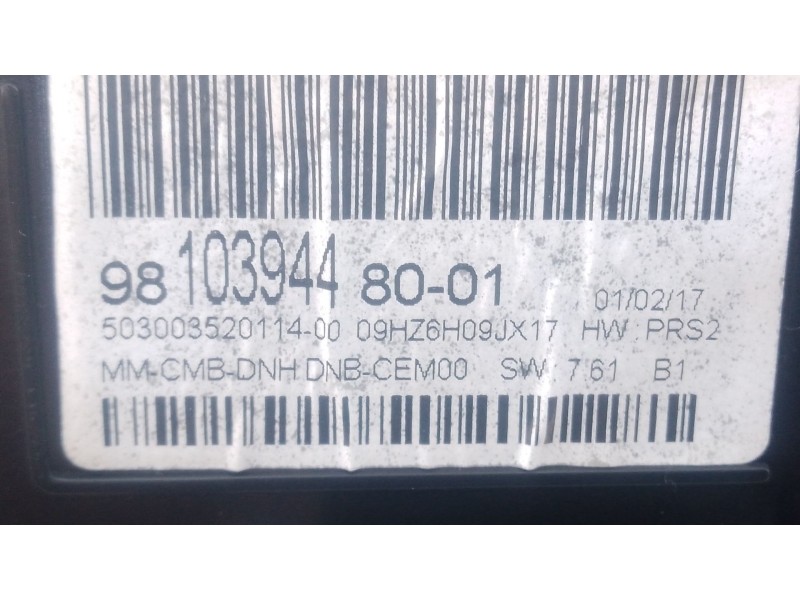 98 103944 80-01 01/02/17
503003520114-00 09HZ6H09JX17 HW PRS2
MM-CMB-DNH DNB-CEM00 SW 7.61 B1